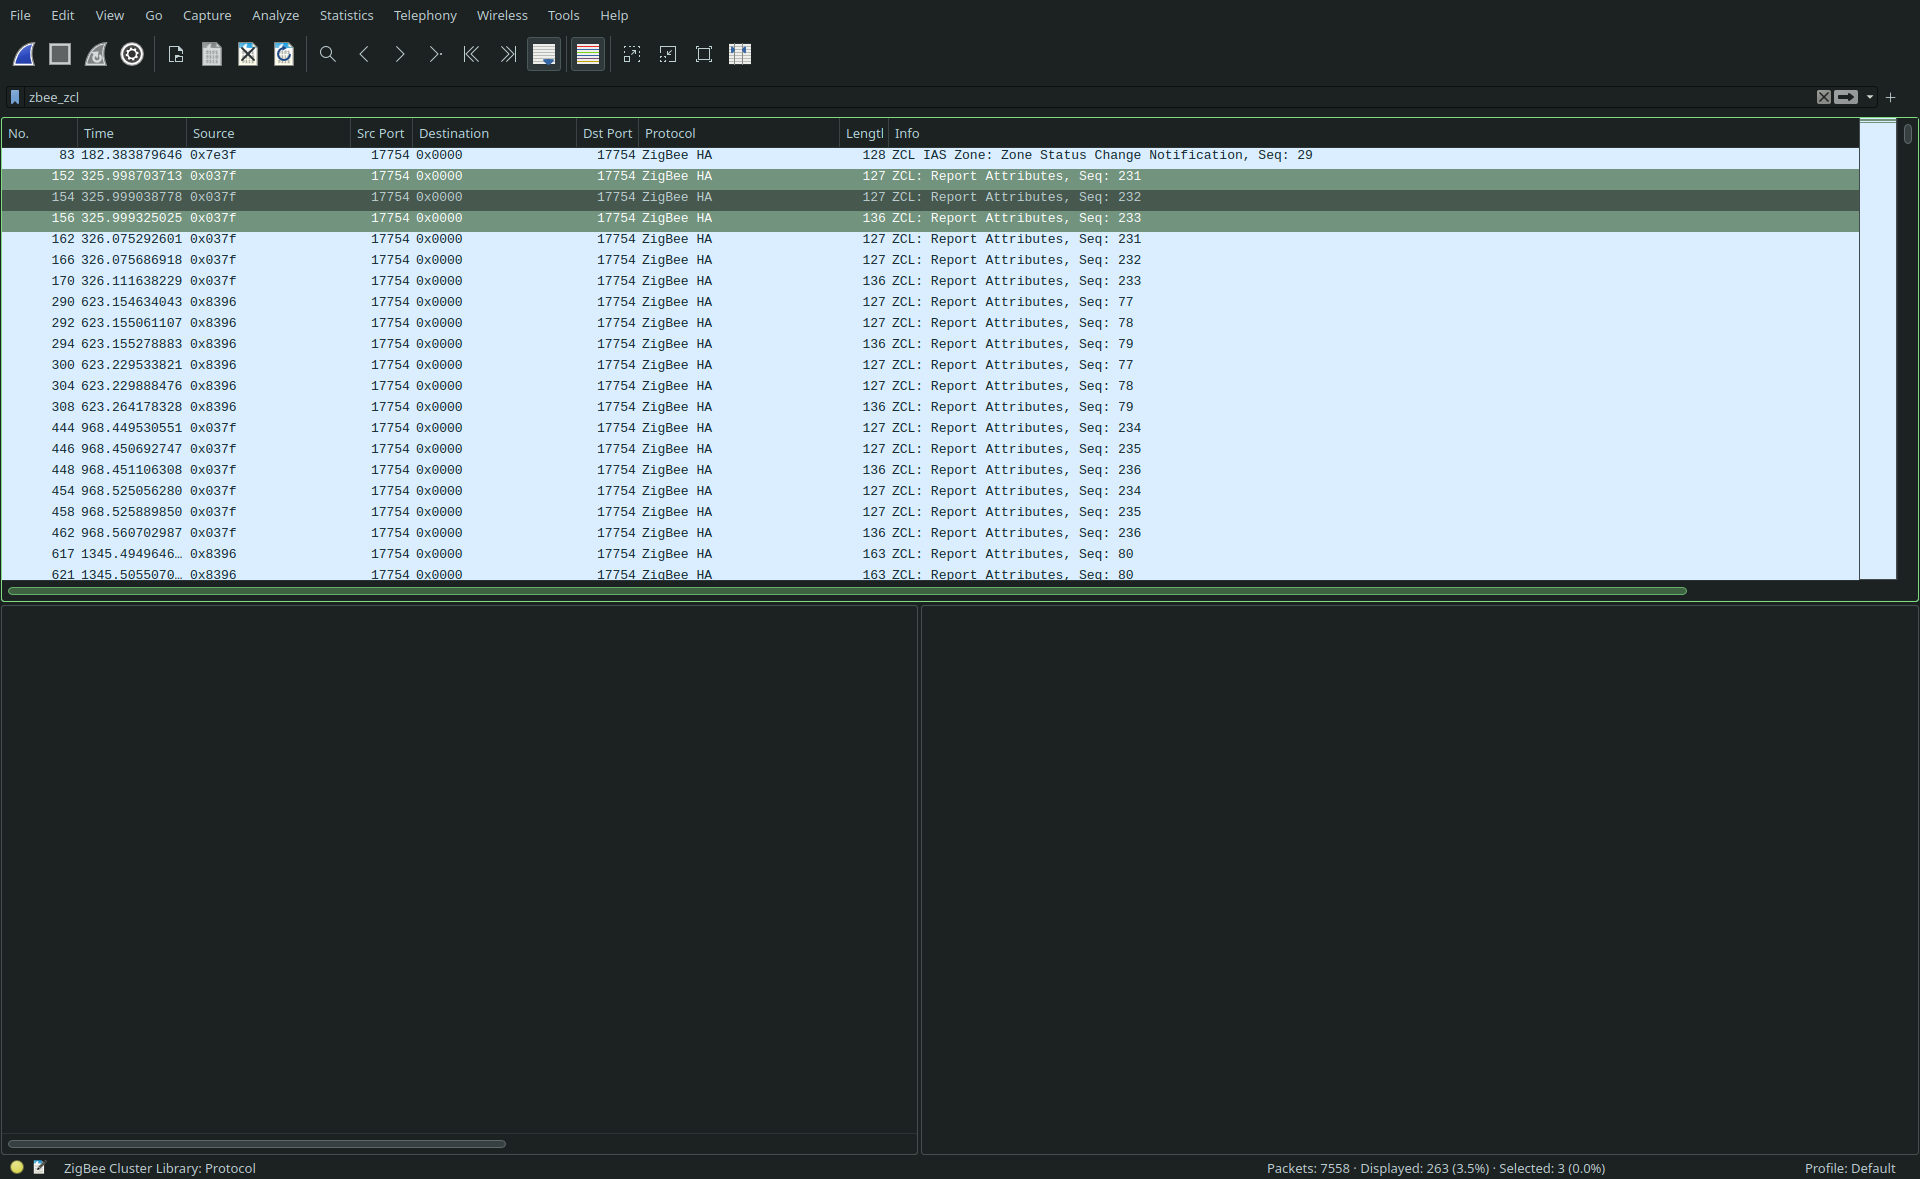 File Edit View Go Capture Analyze Statistics Telephony Wireless Tools Help
zbee_zcl
No. Time Source Src Port Destination Dst Port Protocol Lengtl Info
83 182.383879646 0x7e3f 17754 0x0000 17754 ZigBee HA 128 ZCL IAS Zone: Zone Status Change Notification, Seq: 29
152 325.998703713 0x037f 17754 0x0000 17754 ZigBee HA 127 ZCL: Report Attributes, Seq: 231
154 325.999038778 0x037f 17754 0x0000 17754 ZigBee HA 127 ZCL: Report Attributes, Seq: 232
156 325.999325025 0x037f 17754 0x0000 17754 ZigBee HA 136 ZCL: Report Attributes, Seq: 233
162 326.075292601 0x037f 17754 0x0000 17754 ZigBee HA 127 ZCL: Report Attributes, Seq: 231
166 326.075686918 0x037f 17754 0x0000 17754 ZigBee HA 127 ZCL: Report Attributes, Seq: 232
170 326.111638229 0x037f 17754 0x0000 17754 ZigBee HA 136 ZCL: Report Attributes, Seq: 233
290 623.154634043 0x8396 17754 0x0000 17754 ZigBee HA 127 ZCL: Report Attributes, Seq: 77
292 623.155061107 0x8396 17754 0x0000 17754 ZigBee HA 127 ZCL: Report Attributes, Seq: 78
294 623.155278883 0x8396 17754 0x0000 17754 ZigBee HA 136 ZCL: Report Attributes, Seq: 79
300 623.229533821 0x8396 17754 0x0000 17754 ZigBee HA 127 ZCL: Report Attributes, Seq: 77
304 623.229888476 0x8396 17754 0x0000 17754 ZigBee HA 127 ZCL: Report Attributes, Seq: 78
308 623.264178328 0x8396 17754 0x0000 17754 ZigBee HA 136 ZCL: Report Attributes, Seq: 79
444 968.449530551 0x037f 17754 0x0000 17754 ZigBee HA 127 ZCL: Report Attributes, Seq: 234
446 968.450692747 0x037f 17754 0x0000 17754 ZigBee HA 127 ZCL: Report Attributes, Seq: 235
448 968.451106308 0x037f 17754 0x0000 17754 ZigBee HA 136 ZCL: Report Attributes, Seq: 236
454 968.525056280 0x037f 17754 0x0000 17754 ZigBee HA 127 ZCL: Report Attributes, Seq: 234
458 968.525889850 0x037f 17754 0x0000 17754 ZigBee HA 127 ZCL: Report Attributes, Seq: 235
462 968.560702987 0x037f 17754 0x0000 17754 ZigBee HA 136 ZCL: Report Attributes, Seq: 236
617 1345.4949646… 0x8396 17754 0x0000 17754 ZigBee HA 163 ZCL: Report Attributes, Seq: 80
621 1345.5055070… 0x8396 17754 0x0000 17754 ZigBee HA 163 ZCL: Report Attributes, Seq: 80
ZigBee Cluster Library: Protocol Packets: 7558 · Displayed: 263 (3.5%) · Selected: 3 (0.0%) Profile: Default